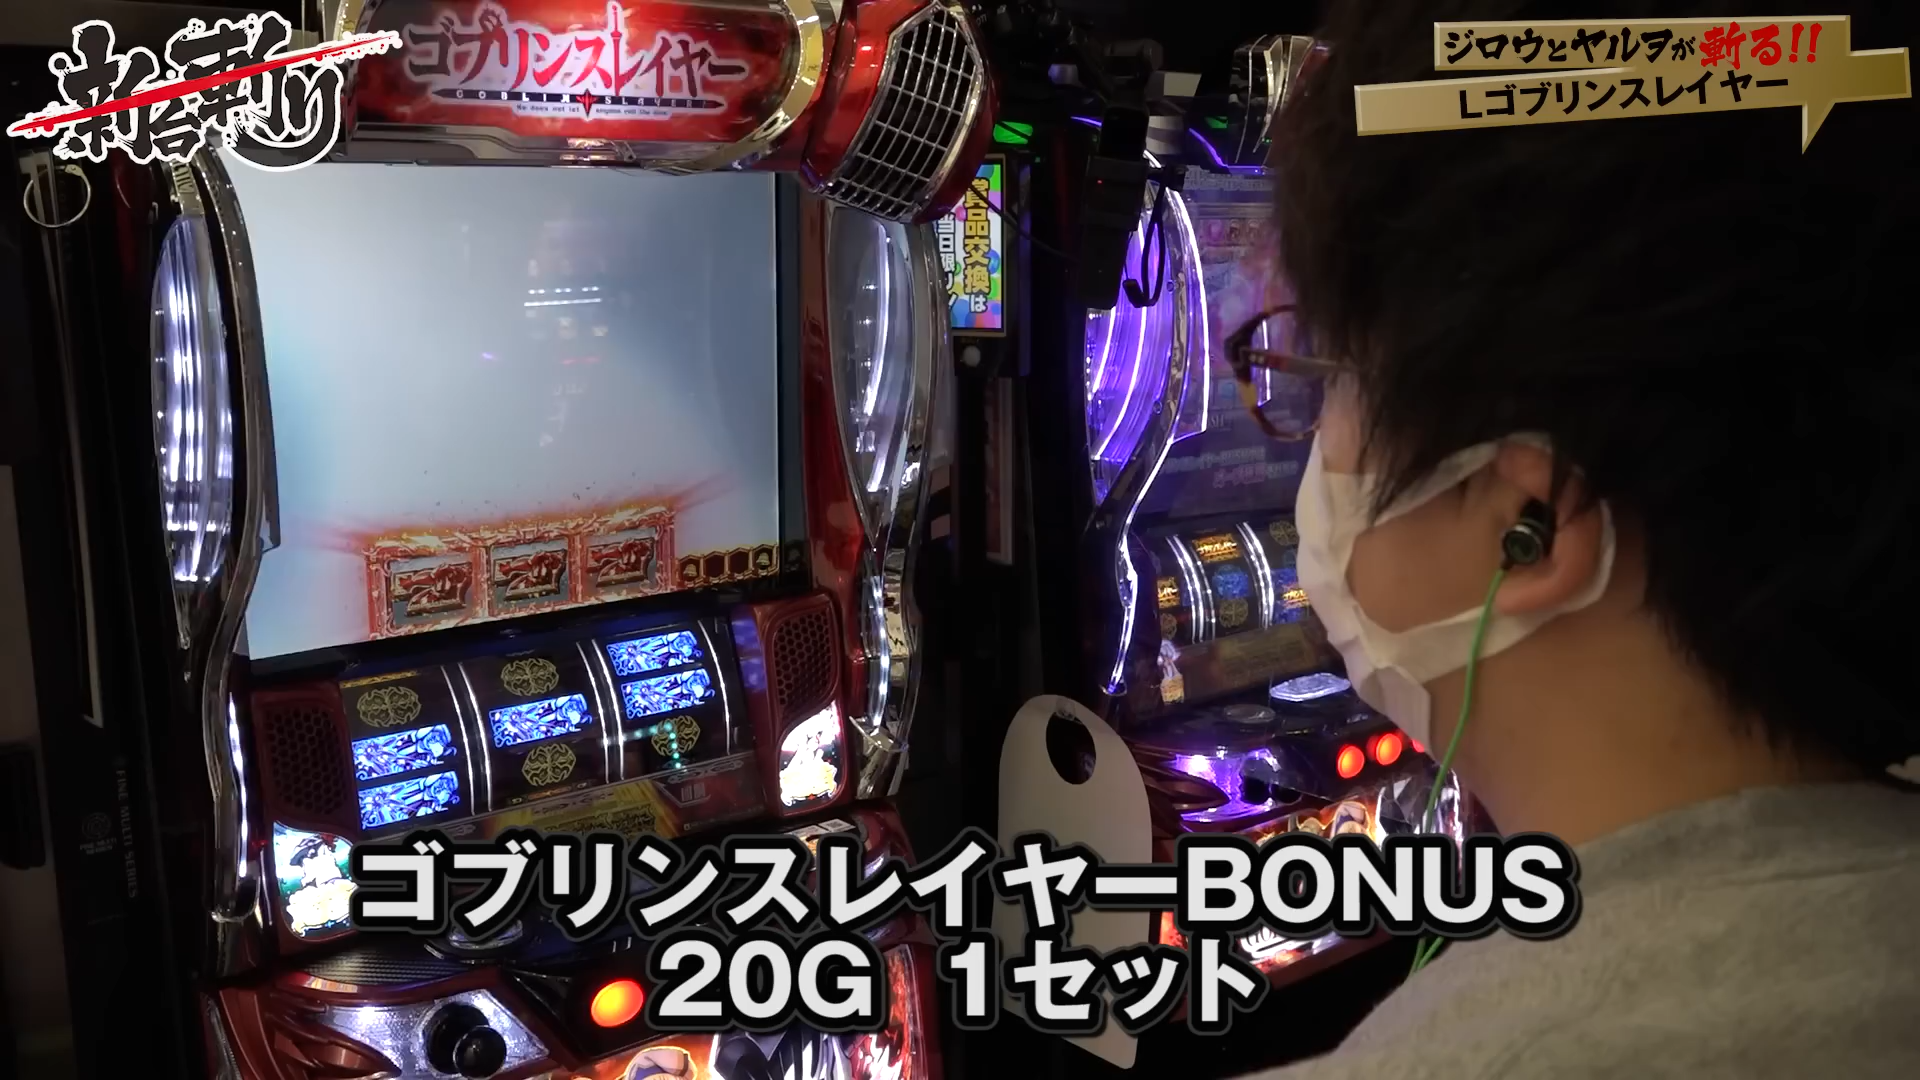 新台斬り
ジロウとヤルヲが斬る!!
Lゴブリンスレイヤー
ゴブリンスレイヤー
GOBLIN SLAYER!
賞品交換は
当日限り!
ゴブリンスレイヤーBONUS
20G 1セット